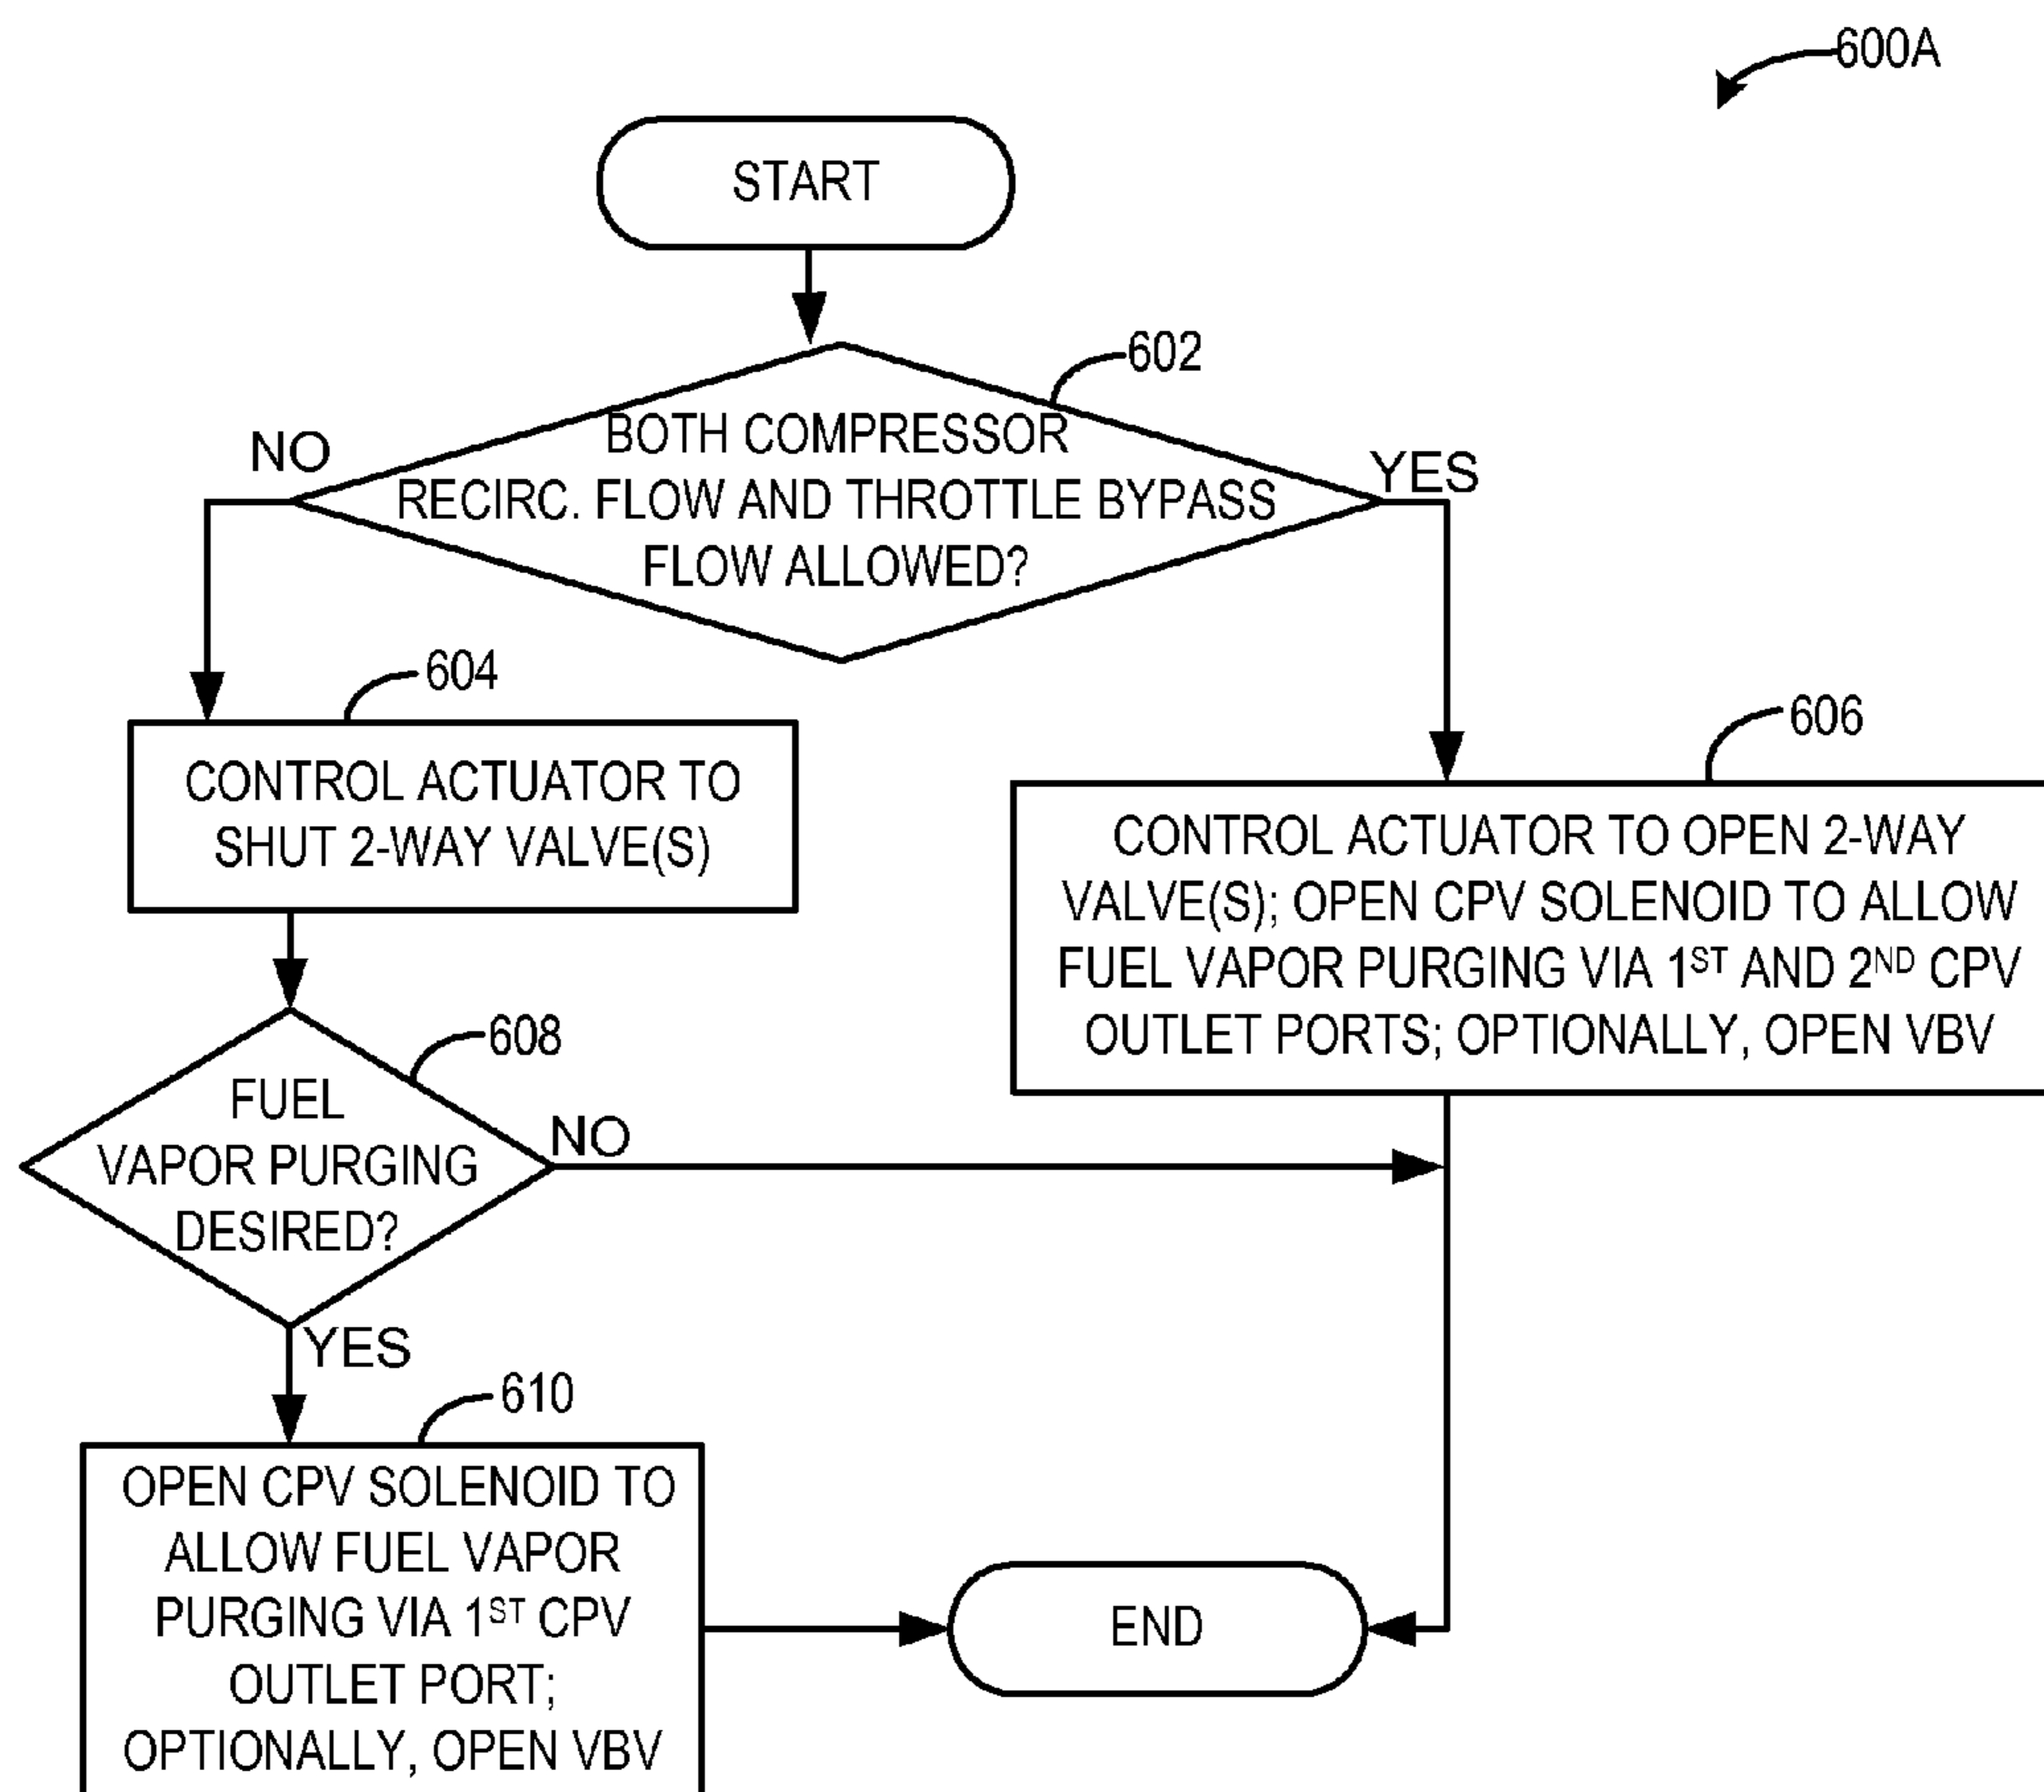 600A
START
602
BOTH COMPRESSOR
RECIRC. FLOW AND THROTTLE BYPASS
FLOW ALLOWED?
NO
YES
604
CONTROL ACTUATOR TO
SHUT 2-WAY VALVE(S)
606
CONTROL ACTUATOR TO OPEN 2-WAY
VALVE(S); OPEN CPV SOLENOID TO ALLOW
FUEL VAPOR PURGING VIA 1ST AND 2ND CPV
OUTLET PORTS; OPTIONALLY, OPEN VBV
608
FUEL
VAPOR PURGING
DESIRED?
NO
YES
610
OPEN CPV SOLENOID TO
ALLOW FUEL VAPOR
PURGING VIA 1ST CPV
OUTLET PORT;
OPTIONALLY, OPEN VBV
END